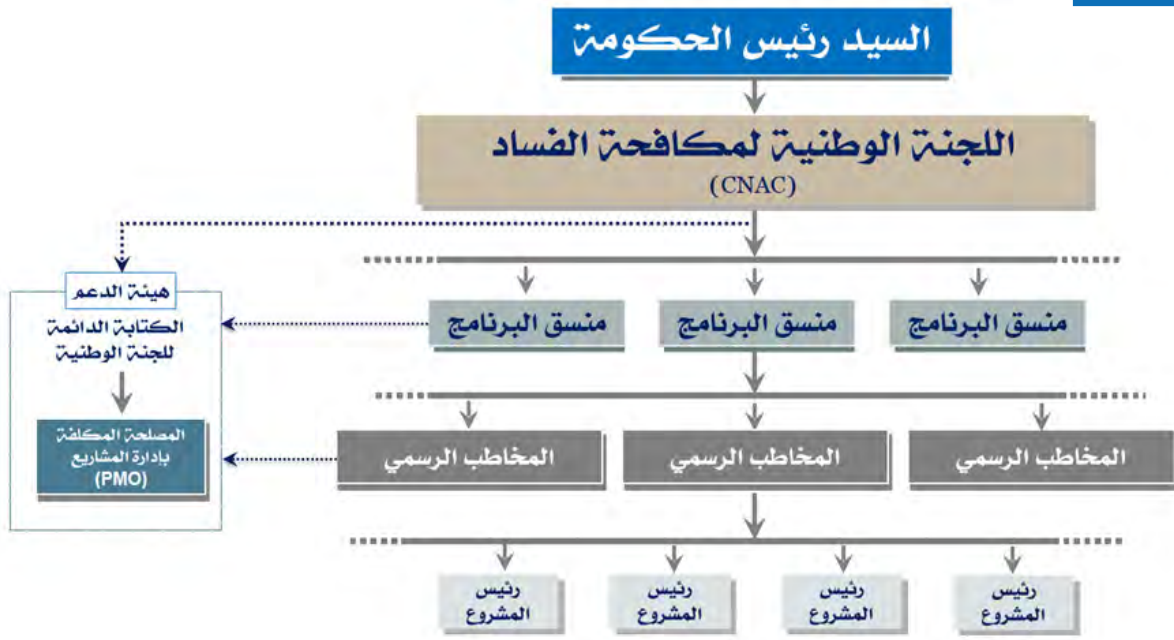 السيد رئيس الحكومة
اللجنة الوطنية لمكافحة الفساد
(CNAC)
هيئة الدعم
الكتابة الدائمة
للجنة الوطنية
المصلحة المكلفة
بإدارة المشاريع
(PMO)
منسق البرنامج
منسق البرنامج
منسق البرنامج
المخاطب الرسمي
المخاطب الرسمي
المخاطب الرسمي
رئيس
المشروع
رئيس
المشروع
رئيس
المشروع
رئيس
المشروع